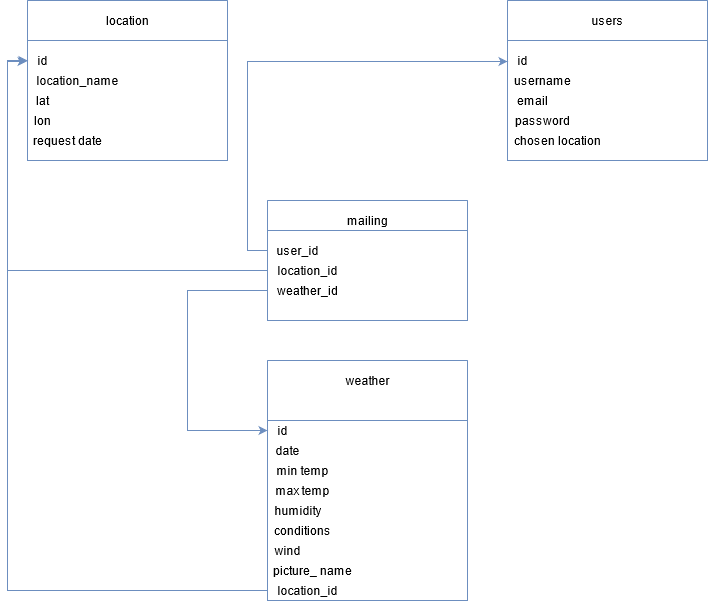 location
id
location_name
lat
lon
request date
users
id
username
email
password
chosen location
mailing
user_id
location_id
weather_id
weather
id
date
min temp
max temp
humidity
conditions
wind
picture_ name
location_id